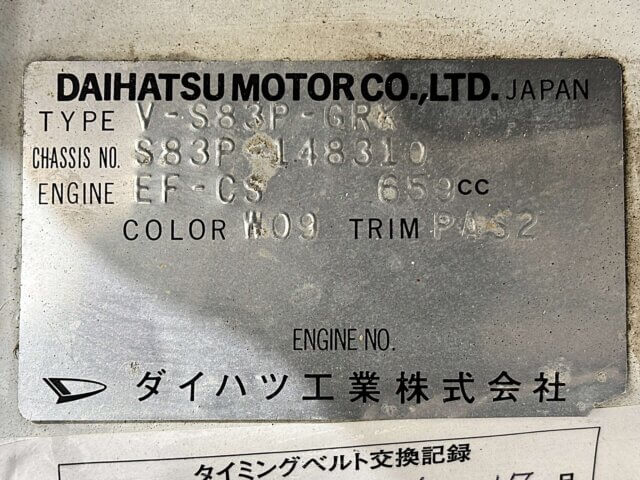 DAIHATSU MOTOR CO.,LTD. JAPAN
TYPE V-S83P-GRK
CHASSIS NO. S83P-148310
ENGINE EF-CS 659CC
COLOR W09 TRIM PAS2
ENGINE NO.
ダイハツ工業株式会社
タイミングベルト交換記録